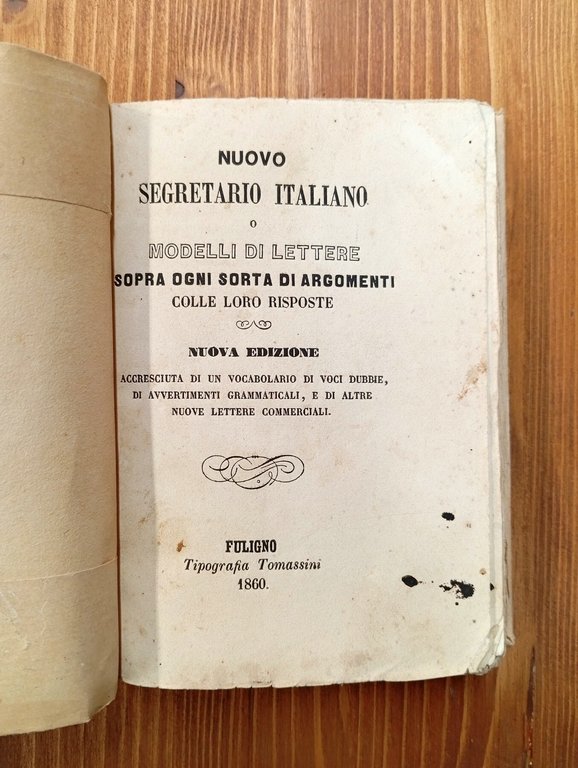 NUOVO
SEGRETARIO ITALIANO
O
MODELLI DI LETTERE
SOPRA OGNI SORTA DI ARGOMENTI
COLLE LORO RISPOSTE
NUOVA EDIZIONE
ACCRESCIUTA DI UN VOCABOLARIO DI VOCI DUBBIE,
DI AVVERTIMENTI GRAMMATICALI, E DI ALTRE
NUOVE LETTERE COMMERCIALI.
FULIGNO
Tipografia Tomassini
1860.